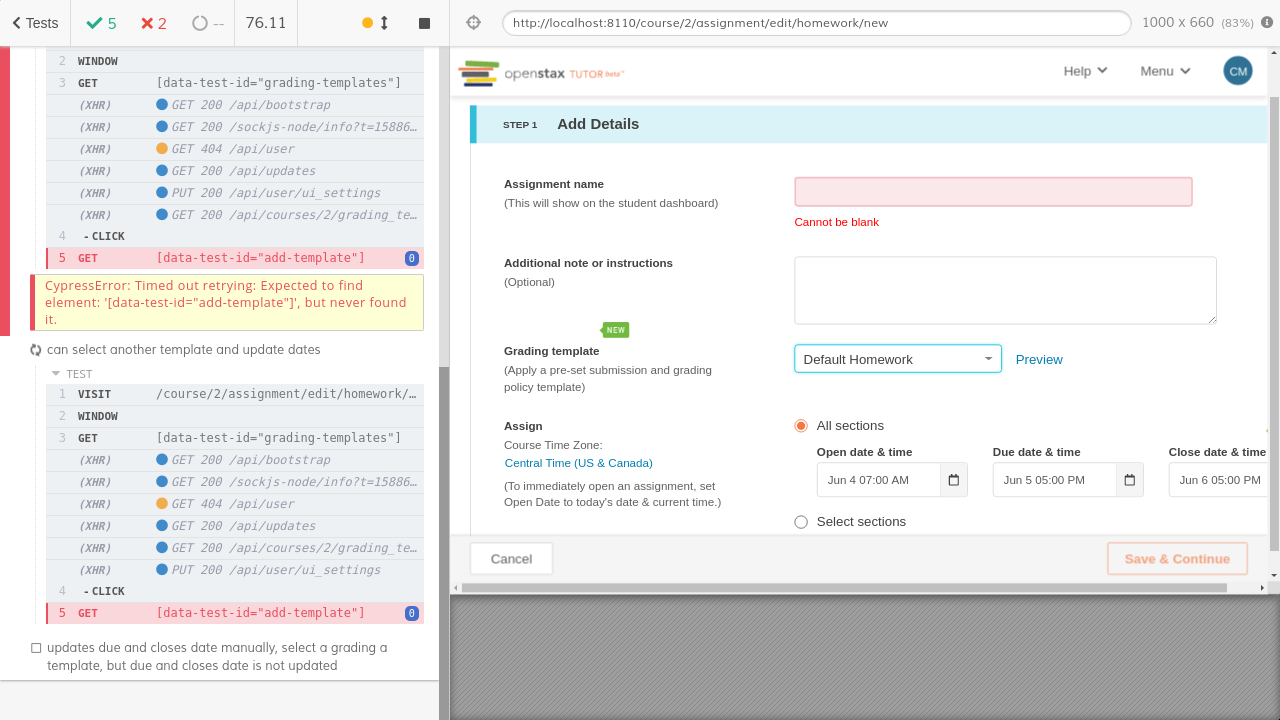 Tests
5
2
--
76.11
2 WINDOW
3 GET [data-test-id="grading-templates"]
(XHR) GET 200 /api/bootstrap
(XHR) GET 200 /sockjs-node/info?t=15886…
(XHR) GET 404 /api/user
(XHR) GET 200 /api/updates
(XHR) PUT 200 /api/user/ui_settings
(XHR) GET 200 /api/courses/2/grading_te…
4 -CLICK
5 GET [data-test-id="add-template"] 0
CypressError: Timed out retrying: Expected to find
element: '[data-test-id="add-template"]', but never found
it.
can select another template and update dates
TEST
1 VISIT /course/2/assignment/edit/homework/…
2 WINDOW
3 GET [data-test-id="grading-templates"]
(XHR) GET 200 /api/bootstrap
(XHR) GET 200 /sockjs-node/info?t=15886…
(XHR) GET 404 /api/user
(XHR) GET 200 /api/updates
(XHR) GET 200 /api/courses/2/grading_te…
(XHR) PUT 200 /api/user/ui_settings
4 -CLICK
5 GET [data-test-id="add-template"] 0
updates due and closes date manually, select a grading a
template, but due and closes date is not updated
http://localhost:8110/course/2/assignment/edit/homework/new
1000 x 660 (83%)
openstax TUTOR beta™
Help
Menu
CM
STEP 1 Add Details
Assignment name
(This will show on the student dashboard)
Cannot be blank
Additional note or instructions
(Optional)
NEW
Grading template
(Apply a pre-set submission and grading
policy template)
Default Homework
Preview
Assign
Course Time Zone:
Central Time (US & Canada)
(To immediately open an assignment, set
Open Date to today's date & current time.)
All sections
Open date & time
Due date & time
Close date & time
Jun 4 07:00 AM
Jun 5 05:00 PM
Jun 6 05:00 PM
Select sections
Cancel
Save & Continue